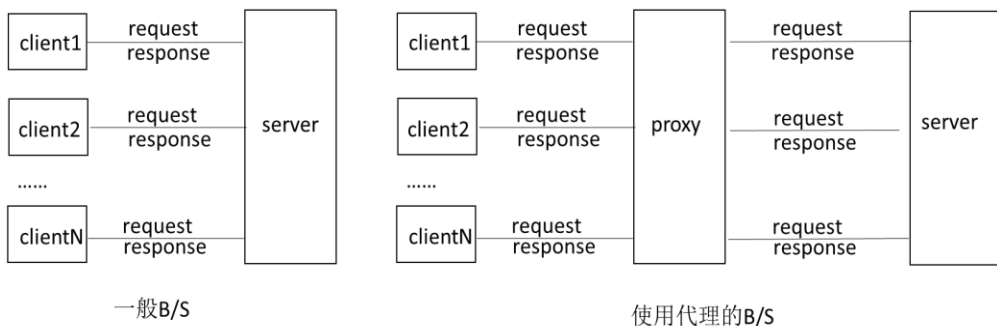 client1
request
response
client2
request
response
server
……
clientN
request
response
一般B/S
client1
request
response
request
response
client2
request
response
proxy
request
response
server
……
clientN
request
response
request
response
使用代理的B/S